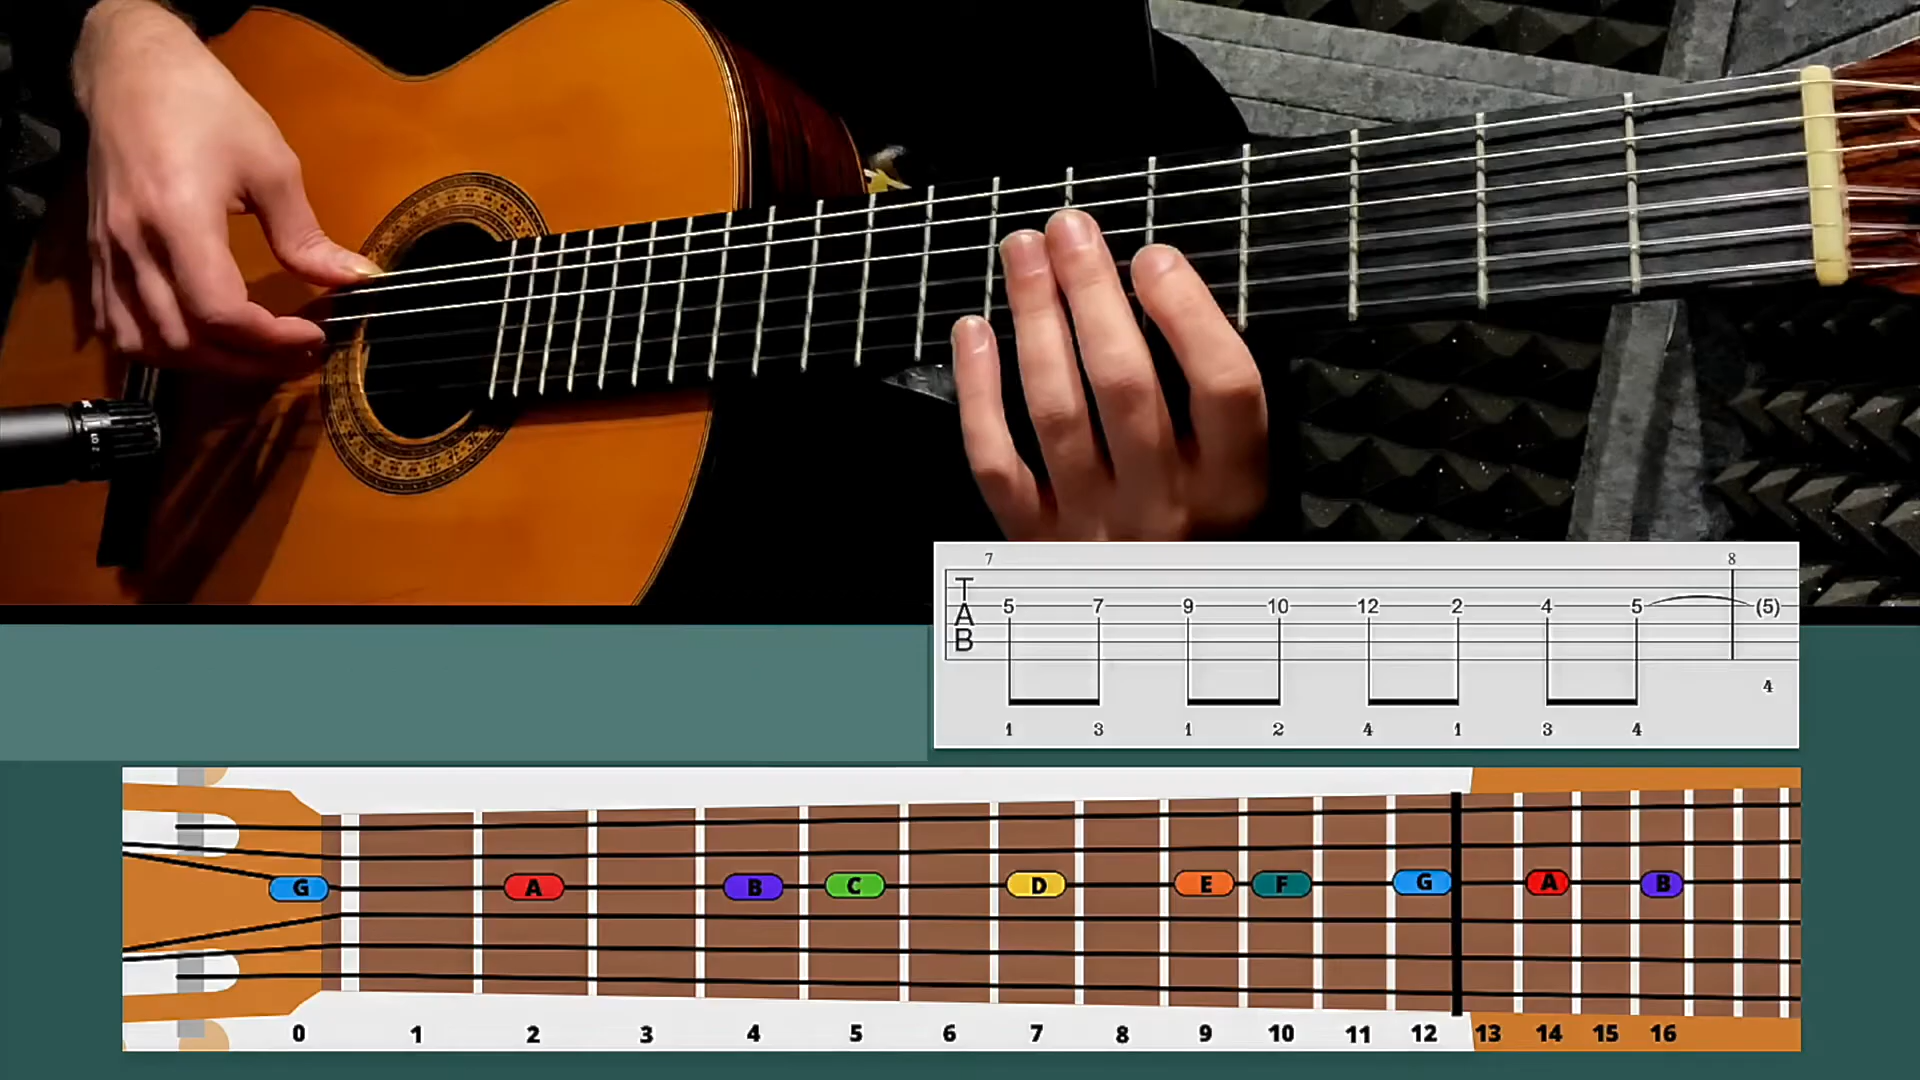 7 8
T
A
B
5 7 9 10 12 2 4 5 (5)
4
1 3 1 2 4 1 3 4
G A B C D E F G A B
0 1 2 3 4 5 6 7 8 9 10 11 12 13 14 15 16